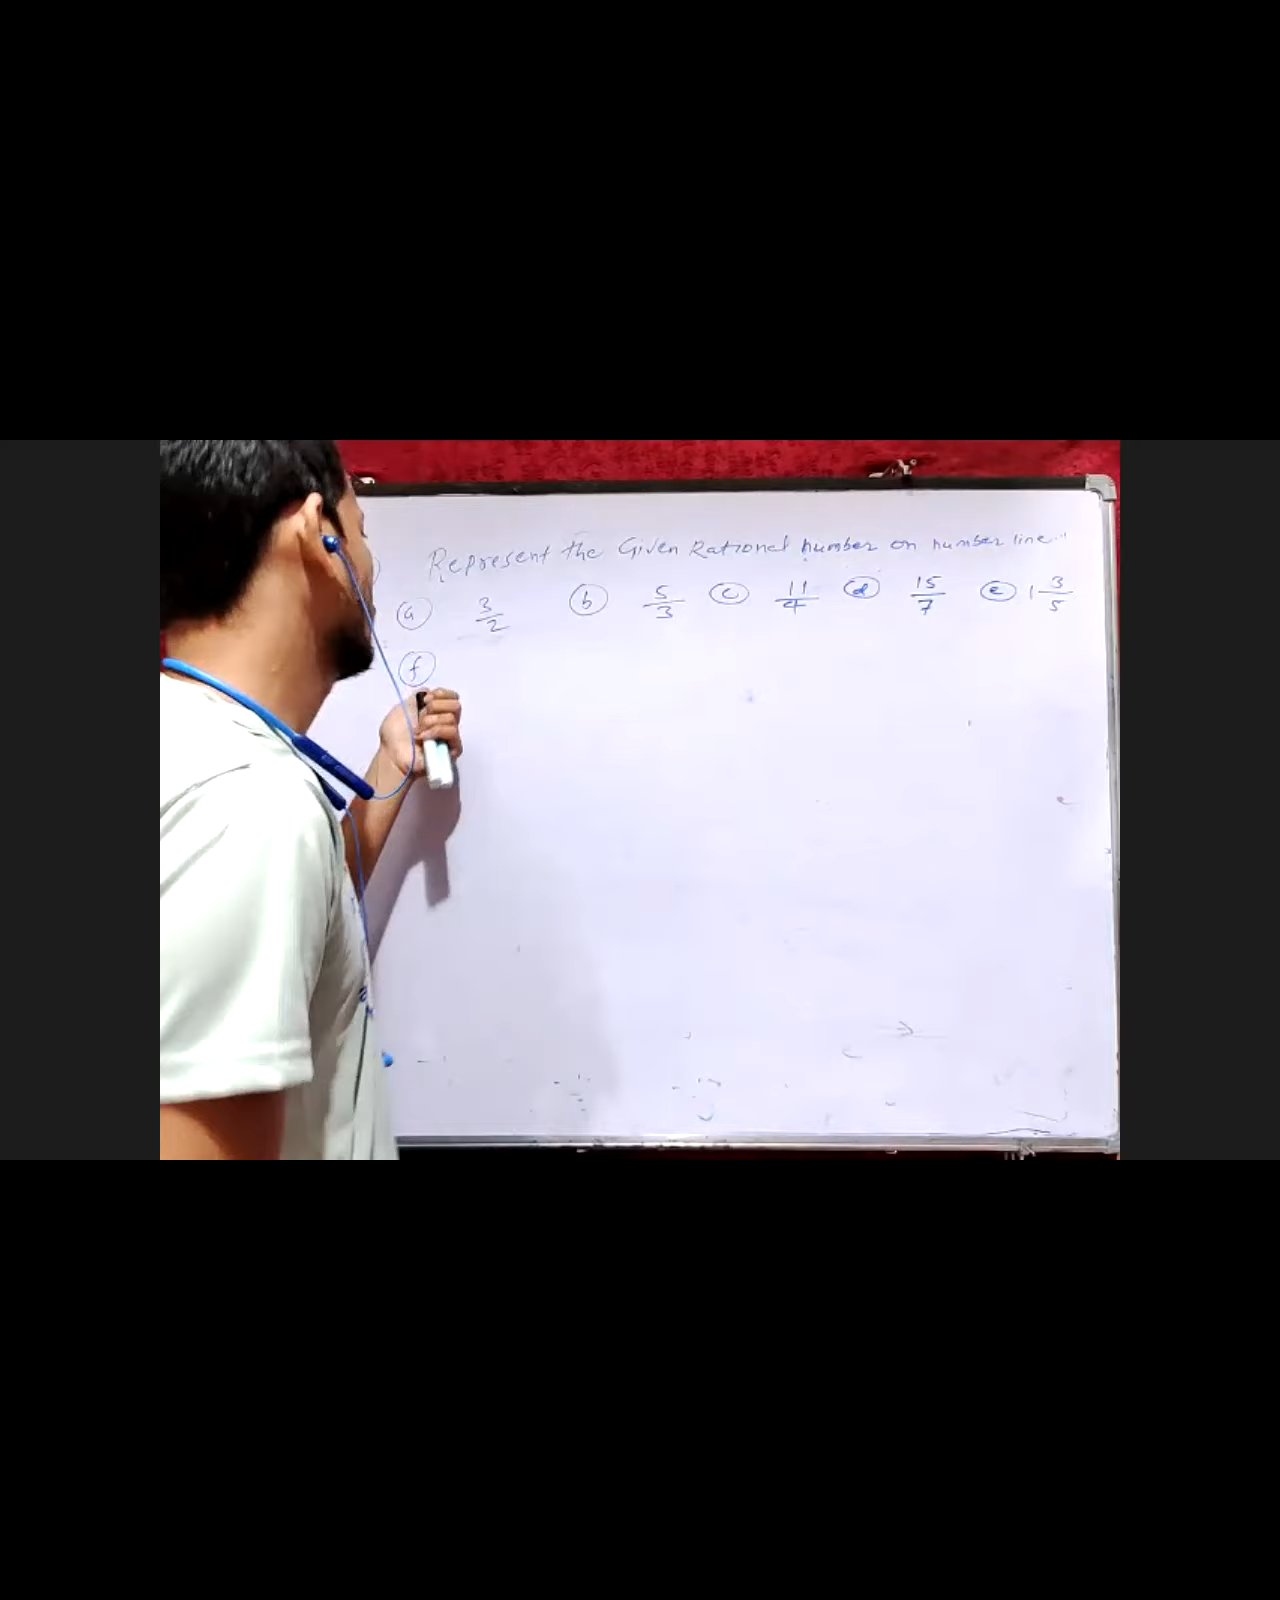 Represent the Given Rational number on number line"
(a) 3/2 (b) 5/3 (c) 11/4 (d) 15/7 (e) 1 3/5
(f)